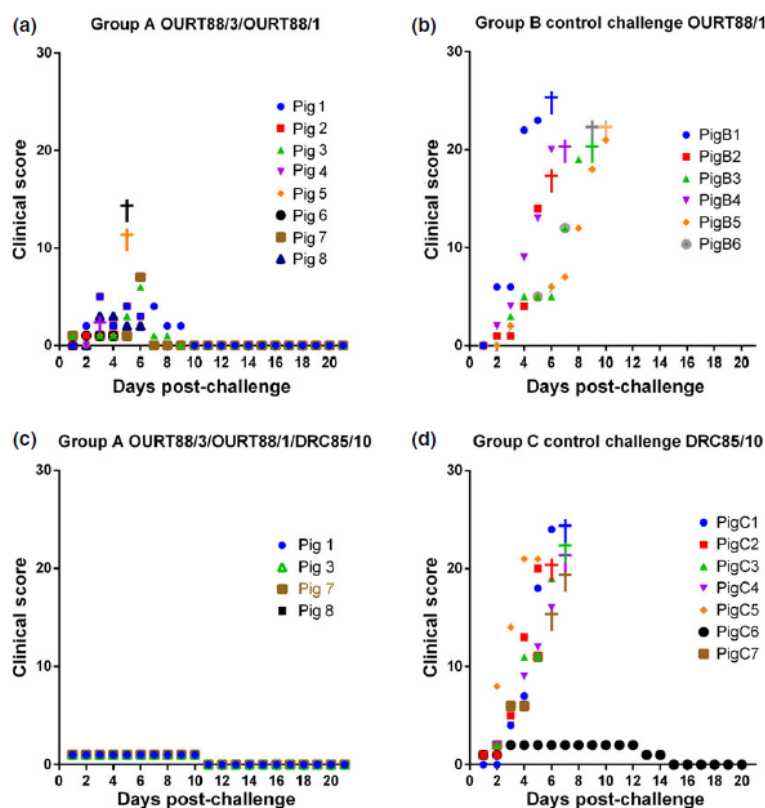 (a) Group A OURT88/3/OURT88/1
30
20
10
0
Clinical score
0 2 4 6 8 10 12 14 16 18 20
Days post-challenge
Pig 1
Pig 2
Pig 3
Pig 4
Pig 5
Pig 6
Pig 7
Pig 8
(b) Group B control challenge OURT88/1
30
20
10
0
Clinical score
0 2 4 6 8 10 12 14 16 18 20
Days post-challenge
PigB1
PigB2
PigB3
PigB4
PigB5
PigB6
(c) Group A OURT88/3/OURT88/1/DRC85/10
30
20
10
0
Clinical score
0 2 4 6 8 10 12 14 16 18 20
Days post-challenge
Pig 1
Pig 3
Pig 7
Pig 8
(d) Group C control challenge DRC85/10
30
20
10
0
Clinical score
0 2 4 6 8 10 12 14 16 18 20
Days post-challenge
PigC1
PigC2
PigC3
PigC4
PigC5
PigC6
PigC7